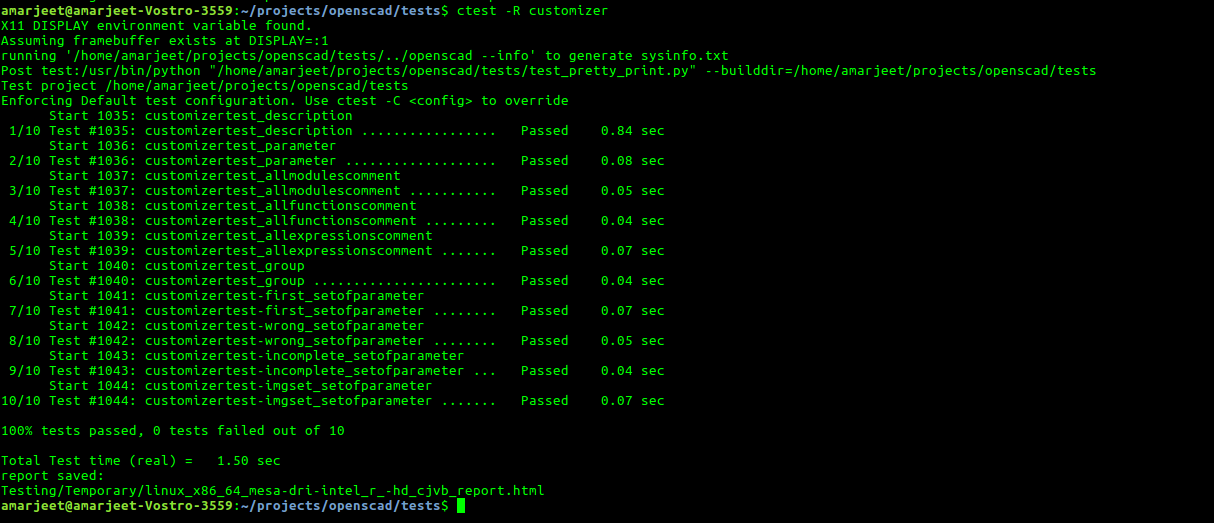 amarjeet@amarjeet-Vostro-3559:~/projects/openscad/tests$ ctest -R customizer
X11 DISPLAY environment variable found.
Assuming framebuffer exists at DISPLAY=:1
running '/home/amarjeet/projects/openscad/tests/../openscad --info' to generate sysinfo.txt
Post test:/usr/bin/python "/home/amarjeet/projects/openscad/tests/test_pretty_print.py" --builddir=/home/amarjeet/projects/openscad/tests
Test project /home/amarjeet/projects/openscad/tests
Enforcing Default test configuration. Use ctest -C <config> to override
      Start 1035: customizertest_description
 1/10 Test #1035: customizertest_description .................   Passed    0.84 sec
      Start 1036: customizertest_parameter
 2/10 Test #1036: customizertest_parameter ...................   Passed    0.08 sec
      Start 1037: customizertest_allmodulescomment
 3/10 Test #1037: customizertest_allmodulescomment ...........   Passed    0.05 sec
      Start 1038: customizertest_allfunctionscomment
 4/10 Test #1038: customizertest_allfunctionscomment .........   Passed    0.04 sec
      Start 1039: customizertest_allexpressionscomment
 5/10 Test #1039: customizertest_allexpressionscomment .......   Passed    0.07 sec
      Start 1040: customizertest_group
 6/10 Test #1040: customizertest_group .......................   Passed    0.04 sec
      Start 1041: customizertest-first_setofparameter
 7/10 Test #1041: customizertest-first_setofparameter ........   Passed    0.07 sec
      Start 1042: customizertest-wrong_setofparameter
 8/10 Test #1042: customizertest-wrong_setofparameter ........   Passed    0.05 sec
      Start 1043: customizertest-incomplete_setofparameter
 9/10 Test #1043: customizertest-incomplete_setofparameter ...   Passed    0.04 sec
      Start 1044: customizertest-imgset_setofparameter
10/10 Test #1044: customizertest-imgset_setofparameter .......   Passed    0.07 sec
100% tests passed, 0 tests failed out of 10
Total Test time (real) =   1.50 sec
report saved:
Testing/Temporary/linux_x86_64_mesa-dri-intel_r_-hd_cjvb_report.html
amarjeet@amarjeet-Vostro-3559:~/projects/openscad/tests$